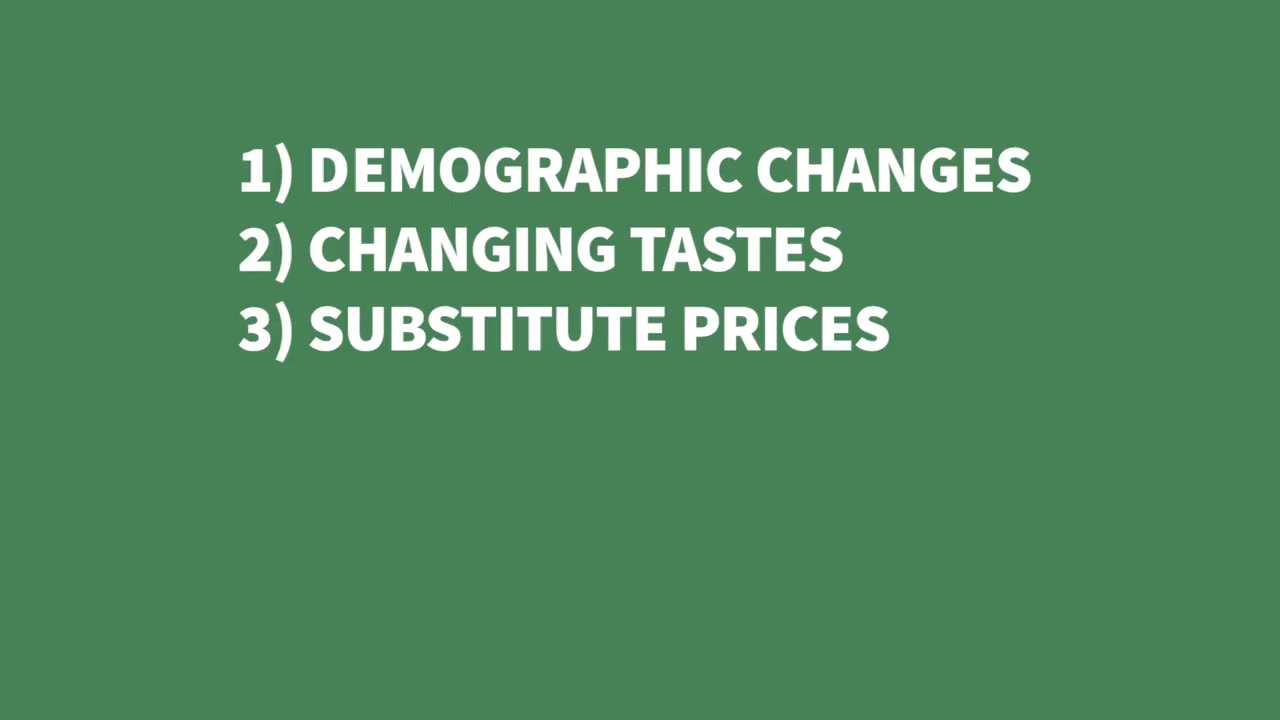 1) DEMOGRAPHIC CHANGES
2) CHANGING TASTES
3) SUBSTITUTE PRICES